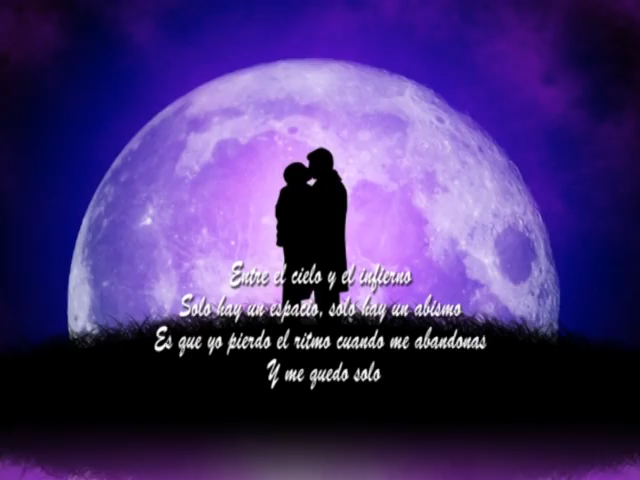 Entre el cielo y el infierno
Solo hay un espacio, solo hay un abismo
Es que yo pierdo el ritmo cuando me abandonas
Y me quedo solo